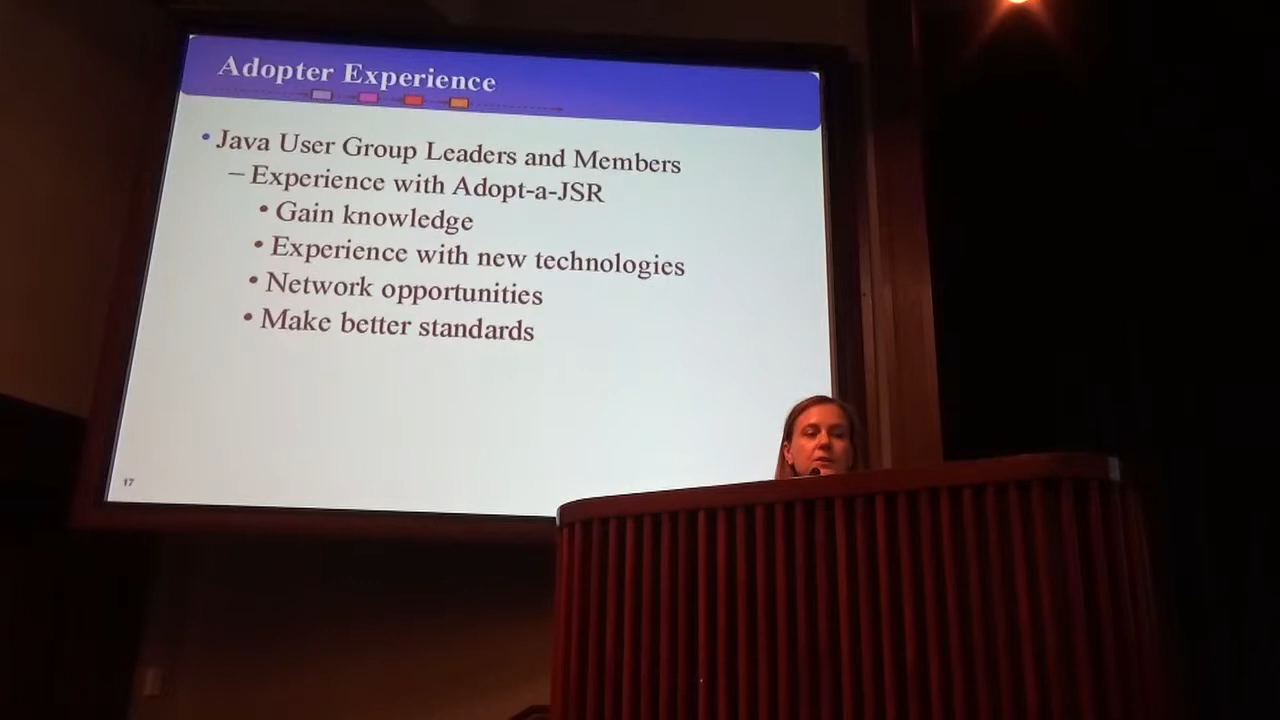 Adopter Experience
• Java User Group Leaders and Members
– Experience with Adopt-a-JSR
• Gain knowledge
• Experience with new technologies
• Network opportunities
• Make better standards
17